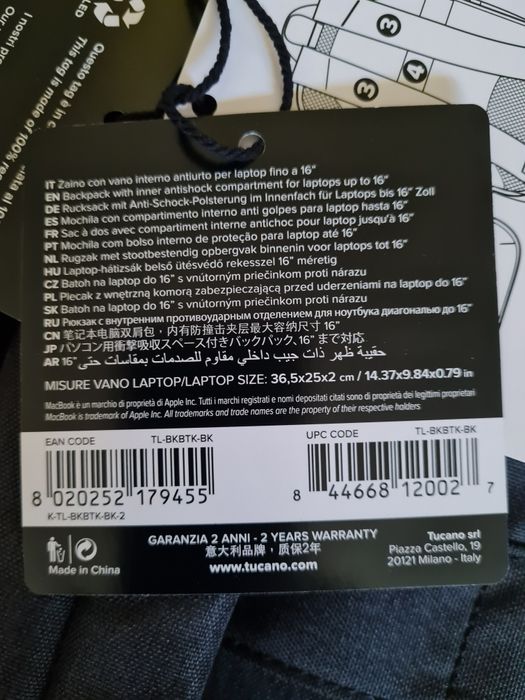 LED
Questo tag è in c
This tag is made of 100% re
I nostri pro
Our
3
4
3
IT Zaino con vano interno antiurto per laptop fino a 16"
EN Backpack with inner antishock compartment for laptops up to 16"
DE Rucksack mit Anti-Schock-Polsterung im Innenfach für Laptops bis 16" Zoll
ES Mochila con compartimento interno anti golpes para laptop hasta 16"
FR Sac à dos avec compartiment interne antichoc pour laptop jusqu'à 16"
PT Mochila com bolso interno de proteção para laptop até 16"
NL Rugzak met stootbestendig opbergvak binnenin voor laptops tot 16"
HU Laptop-hátizsák belső ütésvédő rekesszel 16" méretig
CZ Batoh na laptop do 16" s vnútorným priečinkom proti nárazu
PL Plecak z wnętrzną komorą zabezpieczającą przed uderzeniami na laptop do 16"
SK Batoh na laptop do 16" s vnútorným priečinkom proti nárazu
RU Рюкзак с внутренним противоударным отделением для ноутбука диагональю до 16"
CN 笔记本电脑双肩包，内有防撞击夹层最大容纳尺寸 16"
JP パソコン用衝撃吸収スペース付きバックパック、16" まで対応
AR 16" حقيبة ظهر ذات جيب داخلي مقاوم للصدمات بمقاسات حتى
MISURE VANO LAPTOP/LAPTOP SIZE: 36,5x25x2 cm / 14.37x9.84x0.79 in
MacBook è un marchio di proprietà di Apple Inc. Tutti i marchi registrati e nomi depositati citati sono di proprietà dei legittimi proprietari
MacBook is trademark of Apple Inc. All trademarks and trade names are the property of their respective holders
EAN CODE TL-BKBTK-BK
8 020252 179455
K-TL-BKBTK-BK-2
UPC CODE TL-BKBTK-BK
8 44668 12002 7
Made in China
GARANZIA 2 ANNI - 2 YEARS WARRANTY
意大利品牌，质保2年
www.tucano.com
Tucano srl
Piazza Castello, 19
20121 Milano - Italy